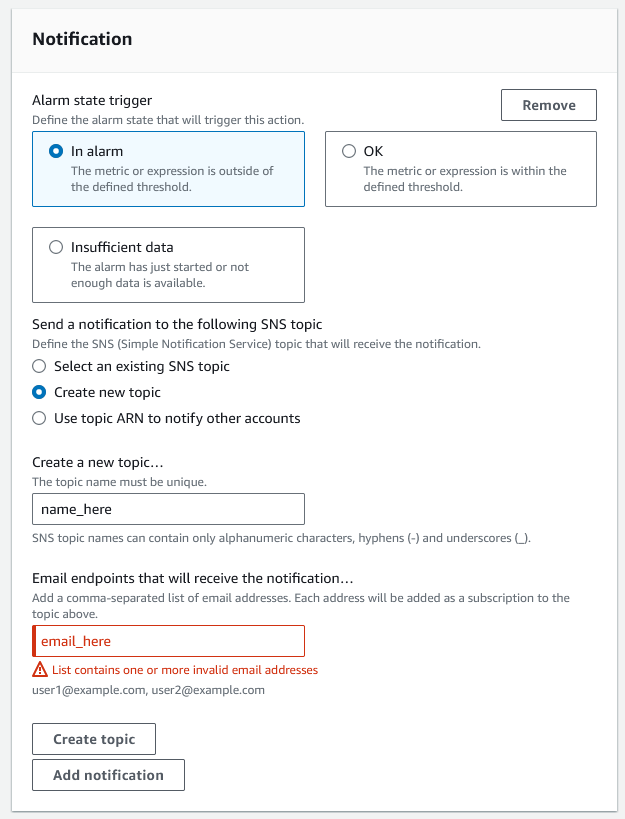 Notification
Alarm state trigger
Define the alarm state that will trigger this action.
Remove
In alarm
The metric or expression is outside of
the defined threshold.
OK
The metric or expression is within the
defined threshold.
Insufficient data
The alarm has just started or not
enough data is available.
Send a notification to the following SNS topic
Define the SNS (Simple Notification Service) topic that will receive the notification.
Select an existing SNS topic
Create new topic
Use topic ARN to notify other accounts
Create a new topic…
The topic name must be unique.
name_here
SNS topic names can contain only alphanumeric characters, hyphens (-) and underscores (_).
Email endpoints that will receive the notification…
Add a comma-separated list of email addresses. Each address will be added as a subscription to the
topic above.
email_here
List contains one or more invalid email addresses
user1@example.com, user2@example.com
Create topic
Add notification